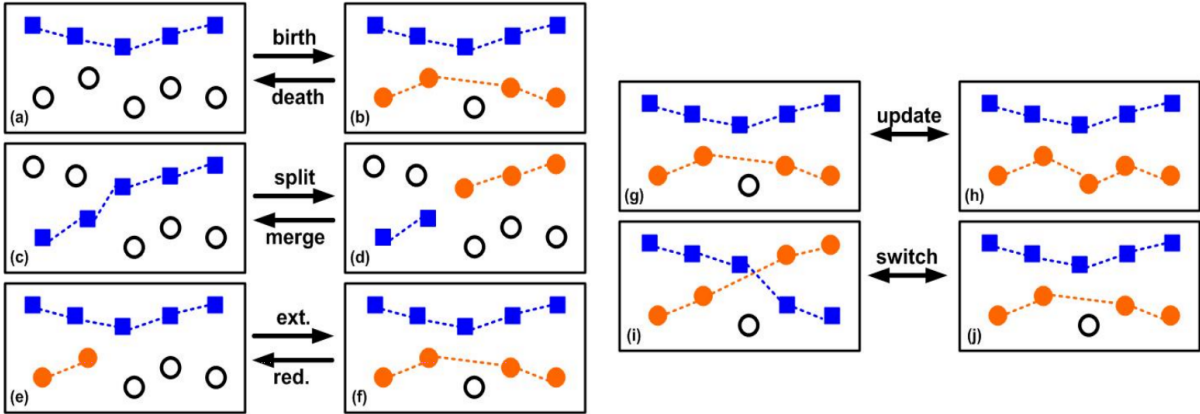 birth
death
(a)
(b)
split
merge
(c)
(d)
ext.
red.
(e)
(f)
update
(g)
(h)
switch
(i)
(j)